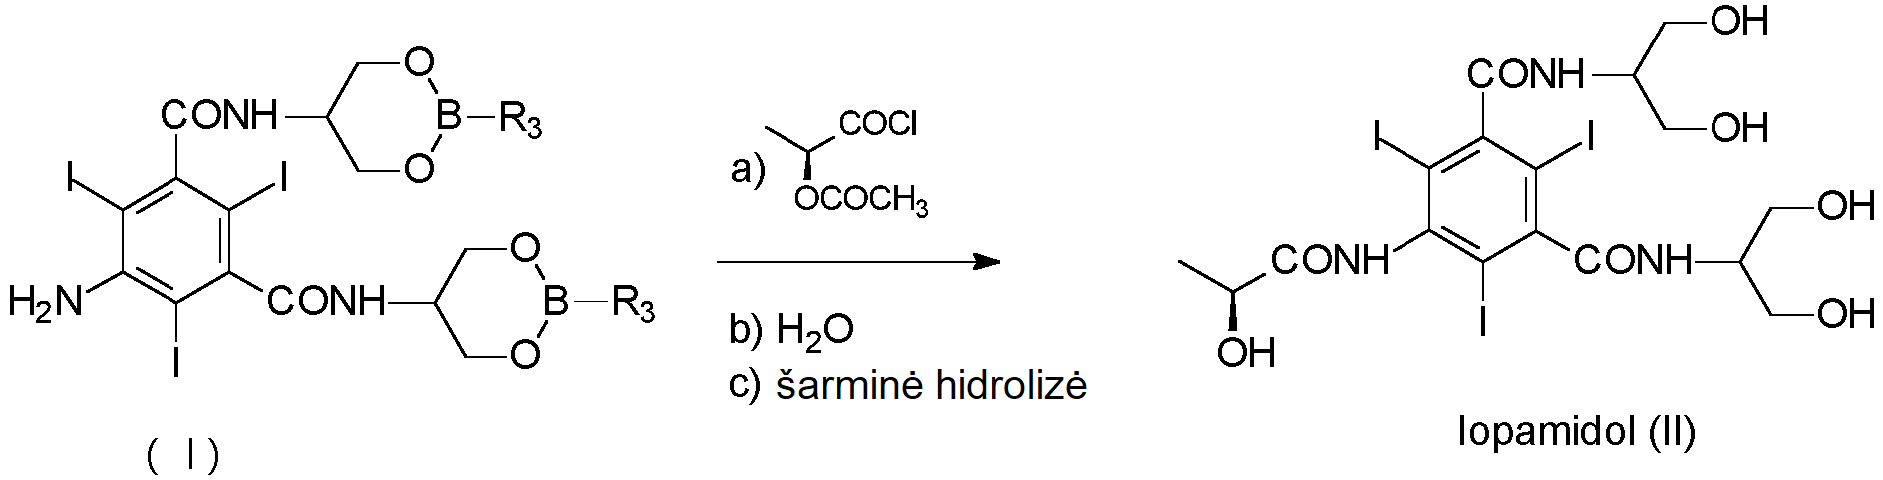 CONH
O
B
R3
O
I
I
H2N
I
CONH
O
B
R3
O
( I )
a)
COCl
OCOCH3
b) H2O
c) šarminė hidrolizė
CONH
OH
OH
I
I
CONH
I
OH
CONH
OH
OH
Iopamidol (II)